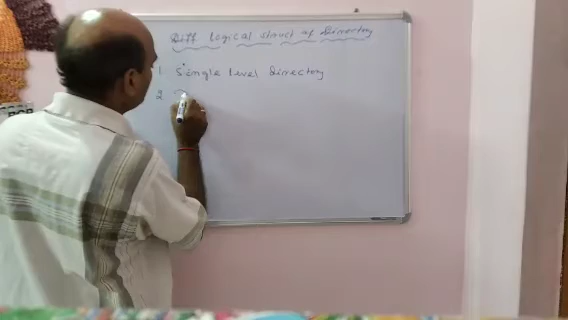 Diff logical struct of Directory
1 Single level Directory
2